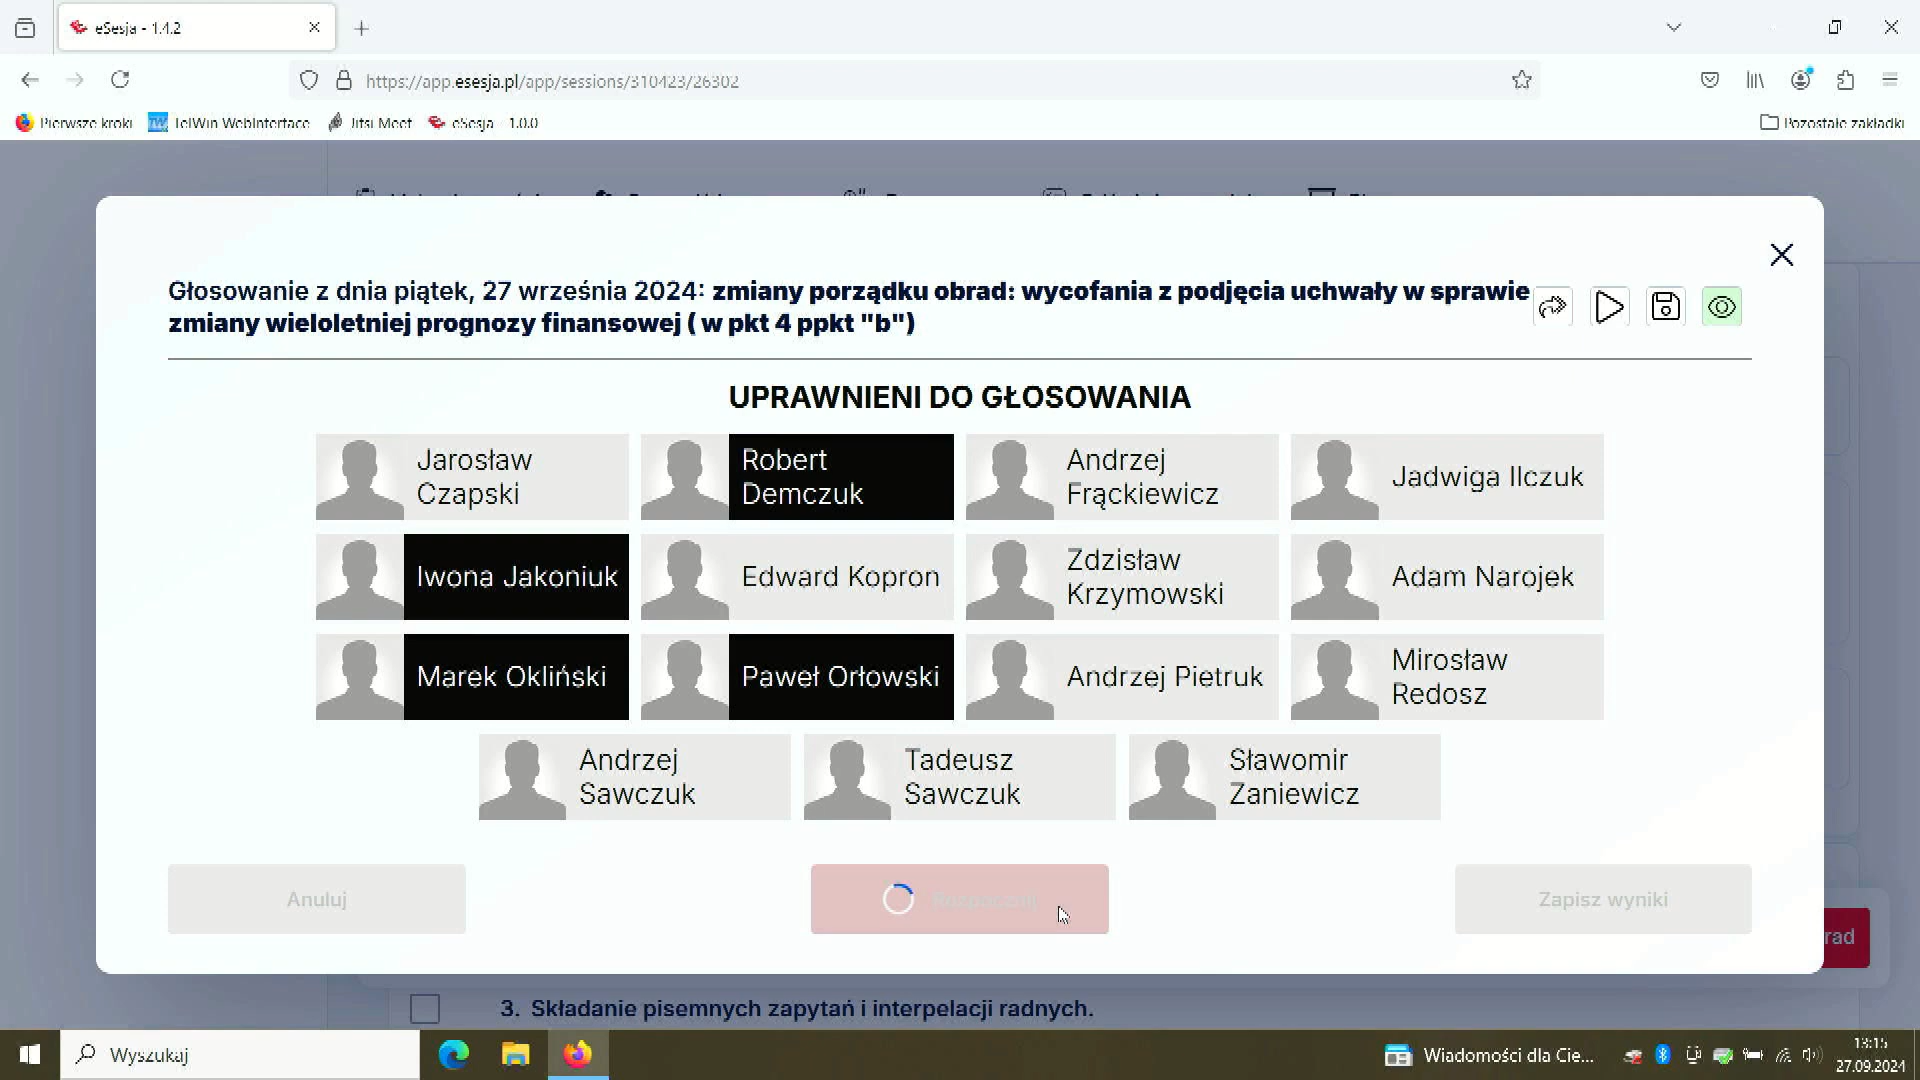 eSesja - 1.4.2
https://app.esesja.pl/app/sessions/310423/26302
Pierwsze kroki
TelWin WebInterface
Jitsi Meet
eSesja - 1.0.0
Pozostałe zakładki
Głosowanie z dnia piątek, 27 września 2024: zmiany porządku obrad: wycofania z podjęcia uchwały w sprawie
zmiany wieloletniej prognozy finansowej ( w pkt 4 ppkt "b")
UPRAWNIENI DO GŁOSOWANIA
Jarosław
Czapski
Robert
Demczuk
Andrzej
Frąckiewicz
Jadwiga Ilczuk
Iwona Jakoniuk
Edward Kopron
Zdzisław
Krzymowski
Adam Narojek
Marek Okliński
Paweł Orłowski
Andrzej Pietruk
Mirosław
Redosz
Andrzej
Sawczuk
Tadeusz
Sawczuk
Sławomir
Zaniewicz
Anuluj
Rozpocznij
Zapisz wyniki
rad
3. Składanie pisemnych zapytań i interpelacji radnych.
Wyszukaj
Wiadomości dla Cie...
13:15
27.09.2024